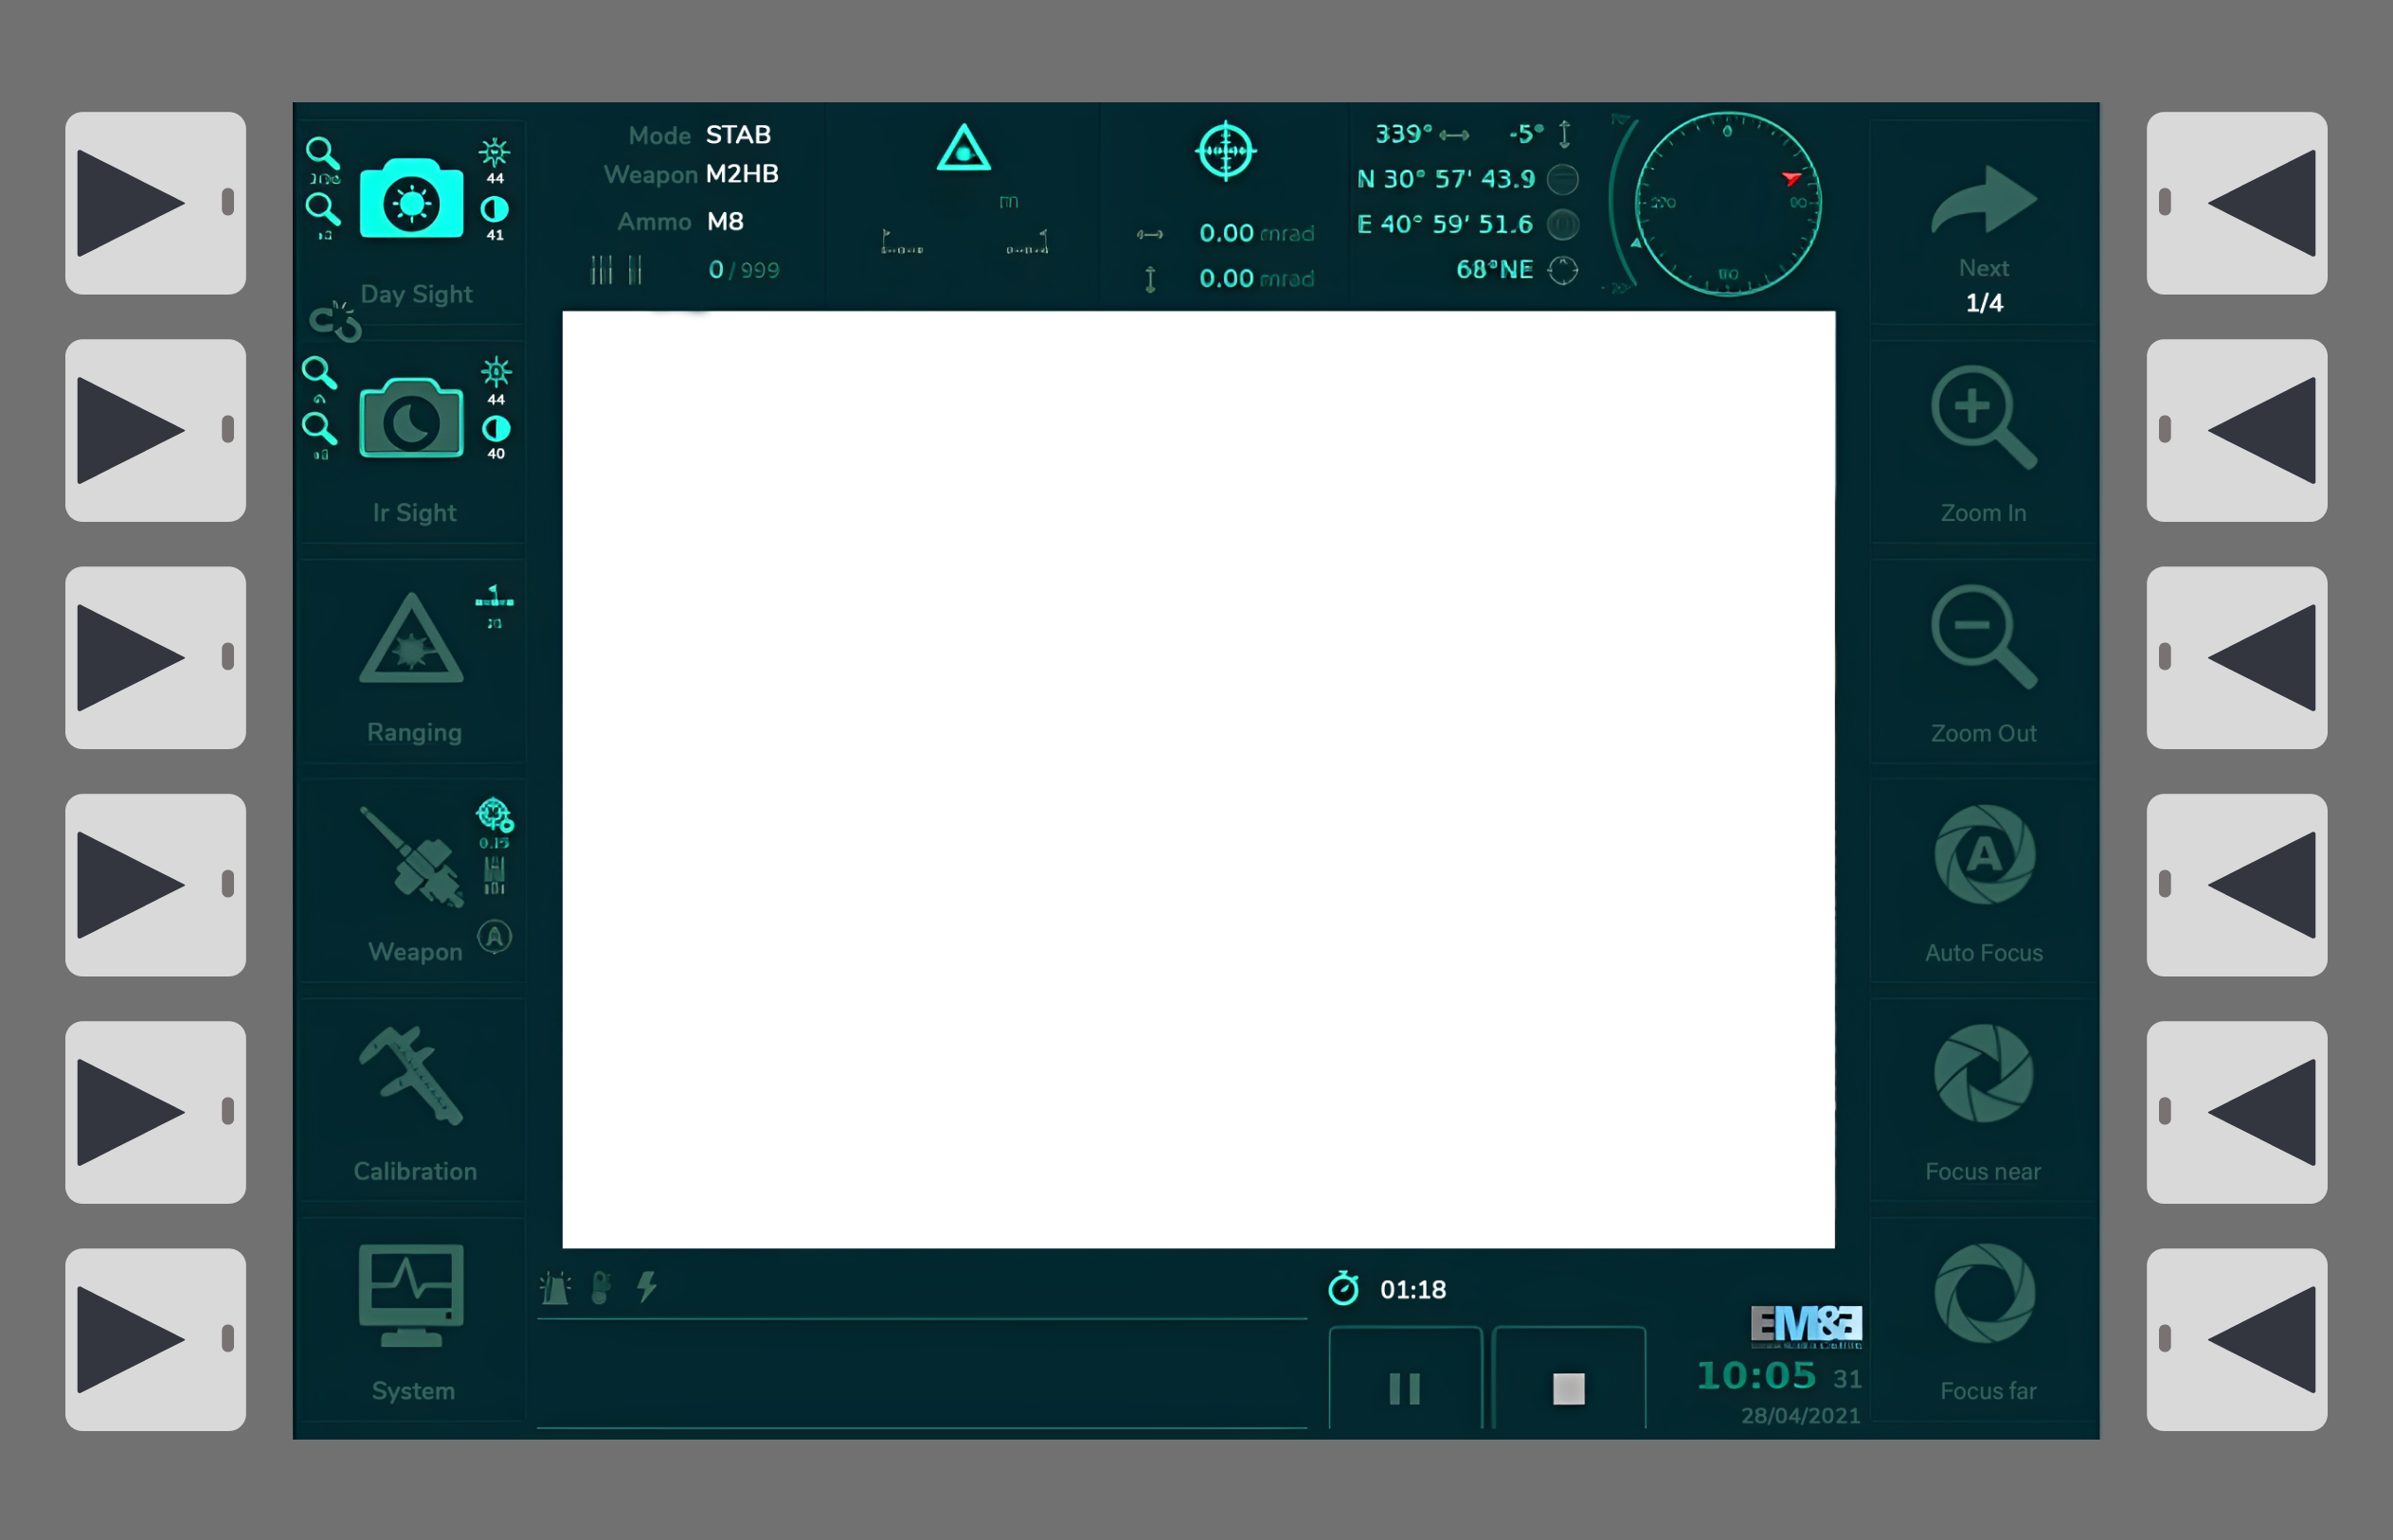 44
41
Day Sight
44
40
Ir Sight
Ranging
0.15
Weapon
A
Calibration
System
Mode STAB
Weapon M2HB
Ammo M8
0/999
m
0.00 mrad
0.00 mrad
339° -5°
N 30° 57' 43.9
E 40° 59' 51.6
68°NE
0
Next
1/4
Zoom In
Zoom Out
A
Auto Focus
Focus near
Focus far
01:18
EM&E
10:05 31
28/04/2021